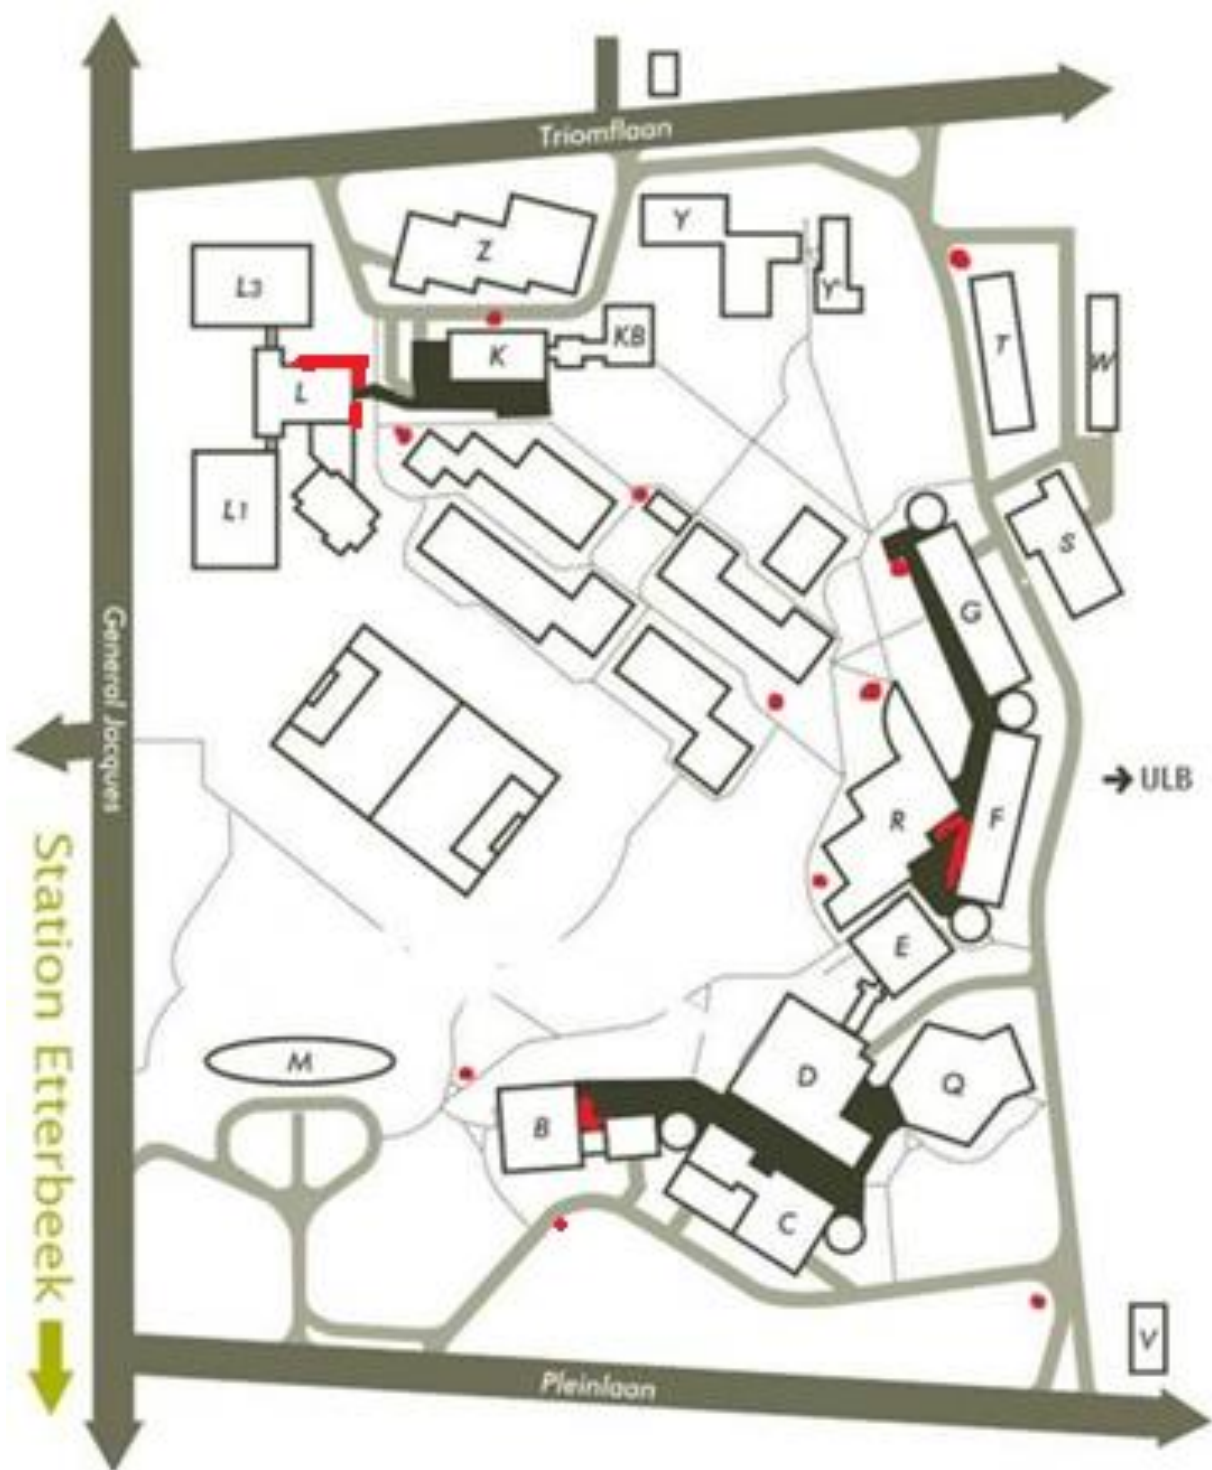 Triomflaan
Y
Z
L3
Y'
KB
K
T
W
L
L1
S
G
General Jacques
→ ULB
R
F
Station Etterbeek
E
M
D
Q
B
C
V
Pleinlaan